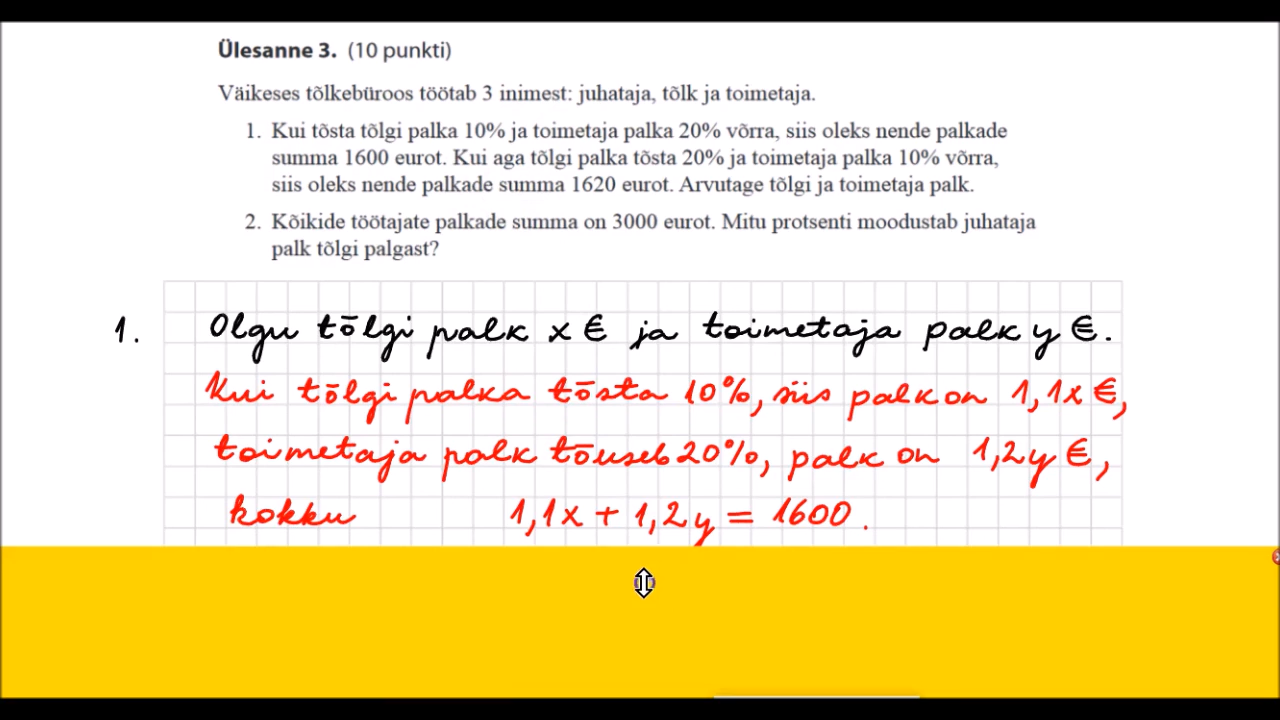 Ülesanne 3. (10 punkti)
Väikeses tõlkebüroos töötab 3 inimest: juhataja, tõlk ja toimetaja.
1. Kui tõsta tõlgi palka 10% ja toimetaja palka 20% võrra, siis oleks nende palkade
summa 1600 eurot. Kui aga tõlgi palka tõsta 20% ja toimetaja palka 10% võrra,
siis oleks nende palkade summa 1620 eurot. Arvutage tõlgi ja toimetaja palk.
2. Kõikide töötajate palkade summa on 3000 eurot. Mitu protsenti moodustab juhataja
palk tõlgi palgast?
1. Olgu tõlgi palk x € ja toimetaja palk y €.
Kui tõlgi palka tõsta 10%, siis palk on 1,1x €,
toimetaja palk tõuseb 20%, palk on 1,2y €,
kokku 1,1x + 1,2y = 1600.